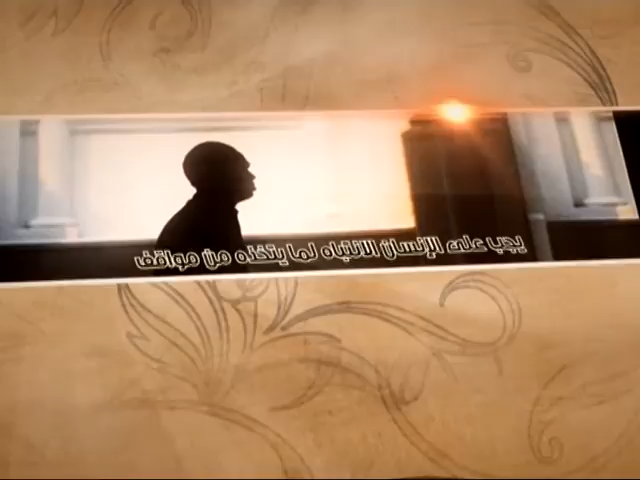 يجب على الإنسان الانتباه لما يتخذه من مواقف